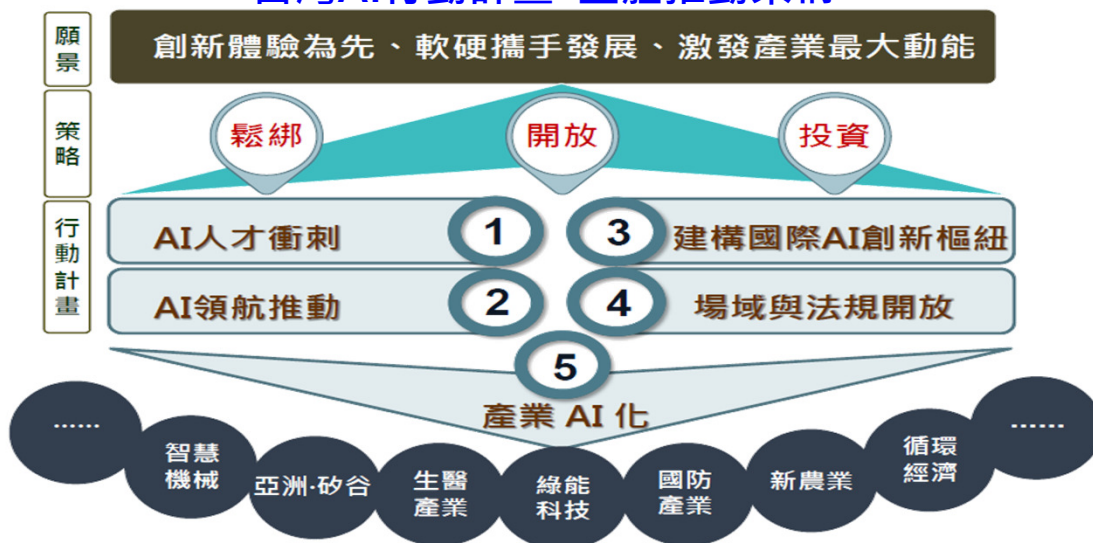 願景
創新體驗為先、軟硬攜手發展、激發產業最大動能
策略
鬆綁
開放
投資
行動計畫
AI人才衝刺
1
3
建構國際AI創新樞紐
AI領航推動
2
4
場域與法規開放
5
產業 AI 化
......
智慧
機械
亞洲·矽谷
生醫
產業
綠能
科技
國防
產業
新農業
循環
經濟
......